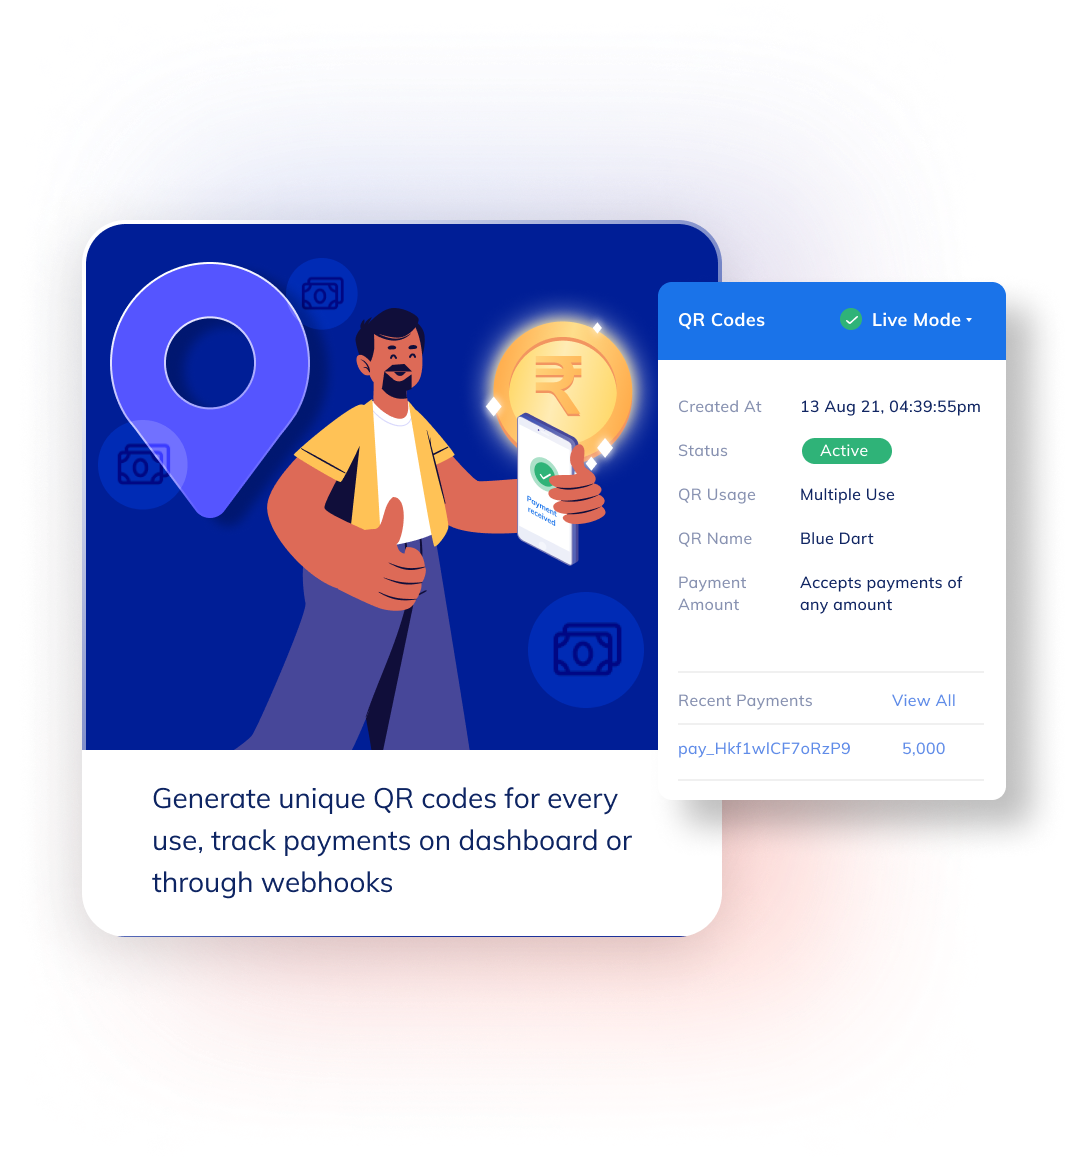 ₹
Payment
received
QR Codes
Live Mode
Created At
13 Aug 21, 04:39:55pm
Status
Active
QR Usage
Multiple Use
QR Name
Blue Dart
Payment
Amount
Accepts payments of
any amount
Recent Payments
View All
pay_Hkf1wlCF7oRzP9
5,000
Generate unique QR codes for every
use, track payments on dashboard or
through webhooks